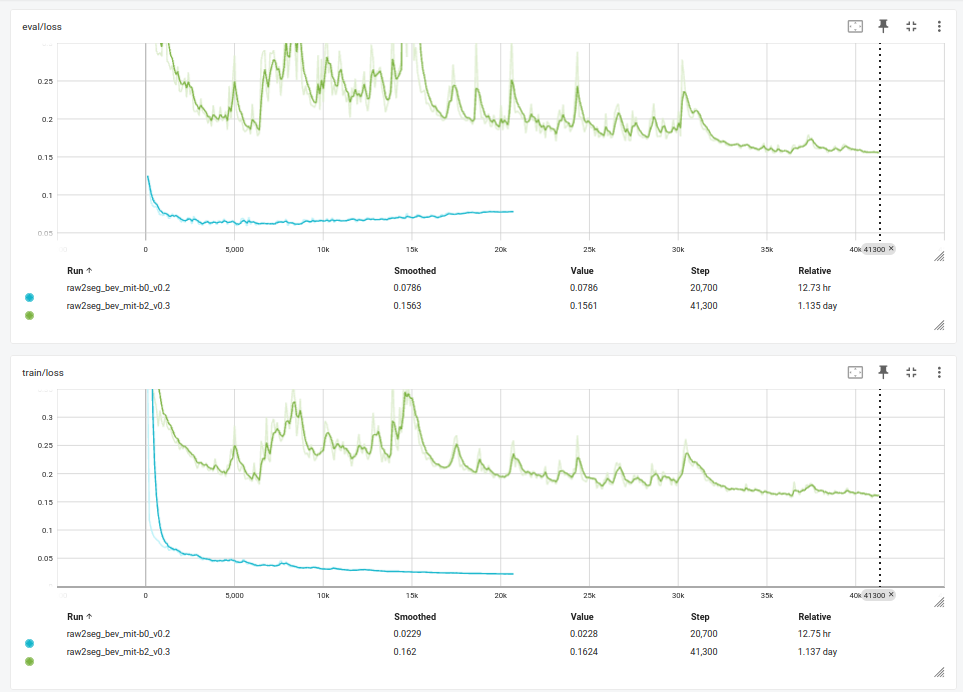 eval/loss
0.25
0.2
0.15
0.1
0.05
0 5,000 10k 15k 20k 25k 30k 35k 40k 41300 ✕
Run ↑ Smoothed Value Step Relative
raw2seg_bev_mit-b0_v0.2 0.0786 0.0786 20,700 12.73 hr
raw2seg_bev_mit-b2_v0.3 0.1563 0.1561 41,300 1.135 day
train/loss
0.3
0.25
0.2
0.15
0.1
0.05
0 5,000 10k 15k 20k 25k 30k 35k 40k 41300 ✕
Run ↑ Smoothed Value Step Relative
raw2seg_bev_mit-b0_v0.2 0.0229 0.0228 20,700 12.75 hr
raw2seg_bev_mit-b2_v0.3 0.162 0.1624 41,300 1.137 day